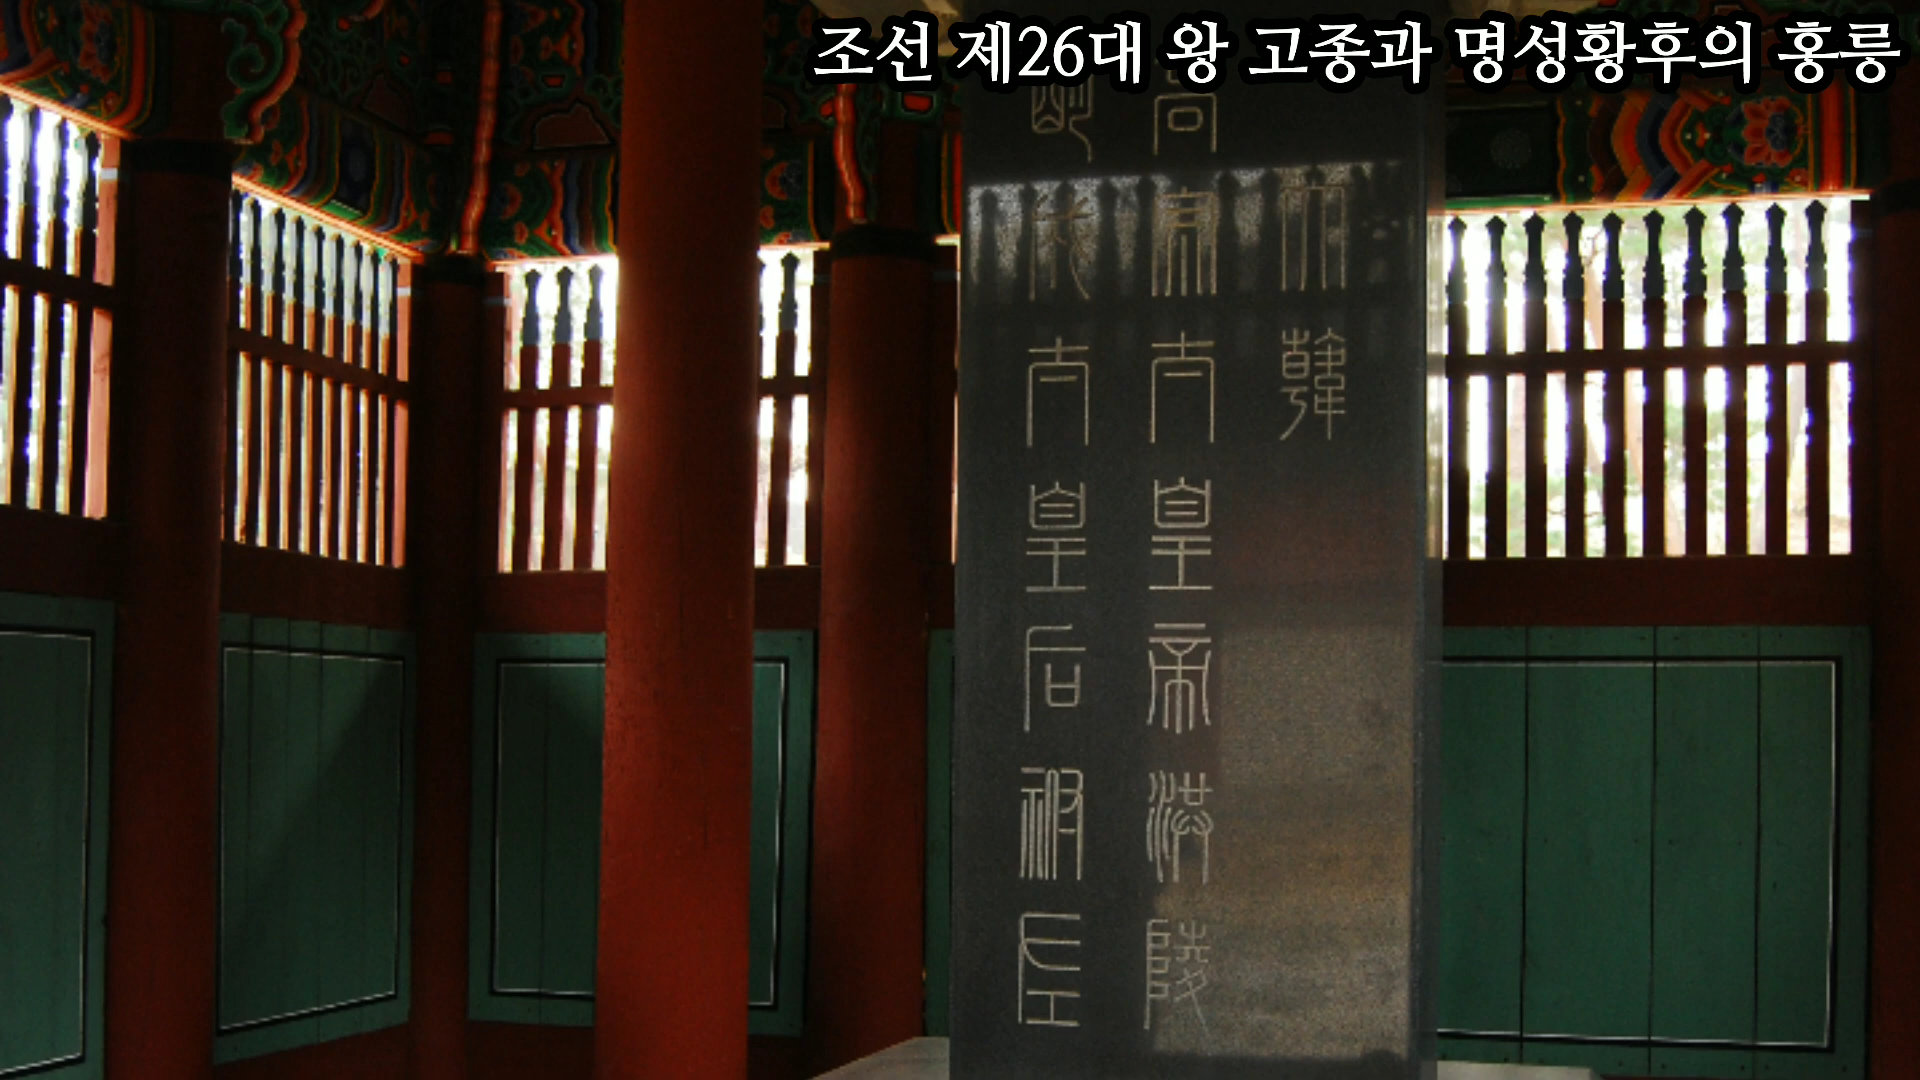 조선 제26대 왕 고종과 명성황후의 홍릉
大韓
高宗太皇帝洪陵
明成太皇后祔左